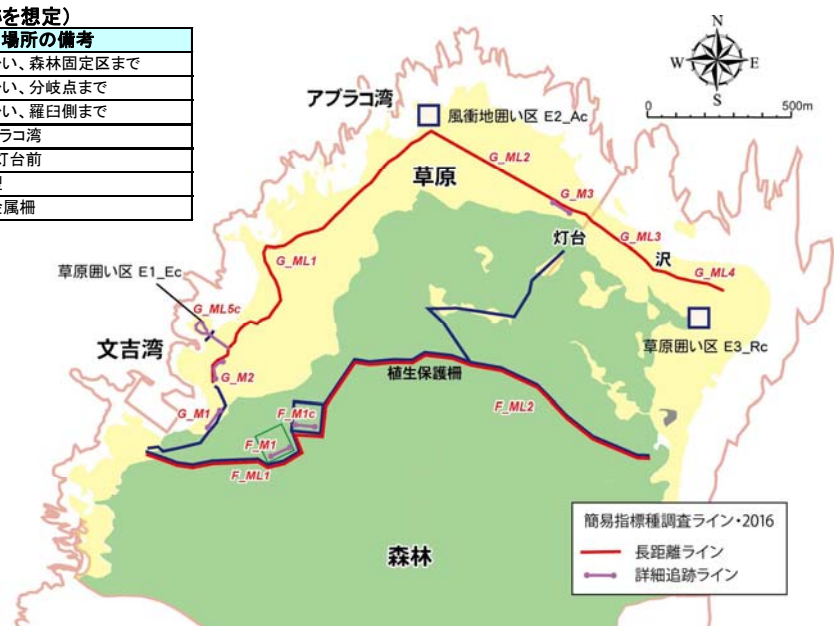 を想定）
場所の備考
い、森林固定区まで
い、分岐点まで
い、羅臼側まで
ラコ湾
灯台前
属柵
N
W
E
S
0
500m
アブラコ湾
風衝地囲い区 E2_Ac
G_ML2
草原
G_M3
灯台
G_ML3
沢
G_ML1
G_ML4
草原囲い区 E1_Ec
G_ML5c
文吉湾
草原囲い区 E3_Rc
G_M2
植生保護柵
G_M1
F_M1c
F_ML2
F_M1
F_ML1
森林
簡易指標種調査ライン・2016
長距離ライン
詳細追跡ライン